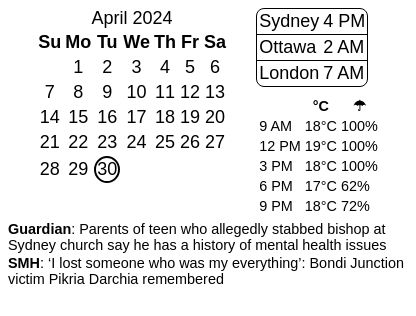 April 2024
Su Mo Tu We Th Fr Sa
1 2 3 4 5 6
7 8 9 10 11 12 13
14 15 16 17 18 19 20
21 22 23 24 25 26 27
28 29 30
Sydney 4 PM
Ottawa 2 AM
London 7 AM
°C ☂
9 AM 18°C 100%
12 PM 19°C 100%
3 PM 18°C 100%
6 PM 17°C 62%
9 PM 18°C 72%
Guardian: Parents of teen who allegedly stabbed bishop at
Sydney church say he has a history of mental health issues
SMH: ‘I lost someone who was my everything’: Bondi Junction
victim Pikria Darchia remembered